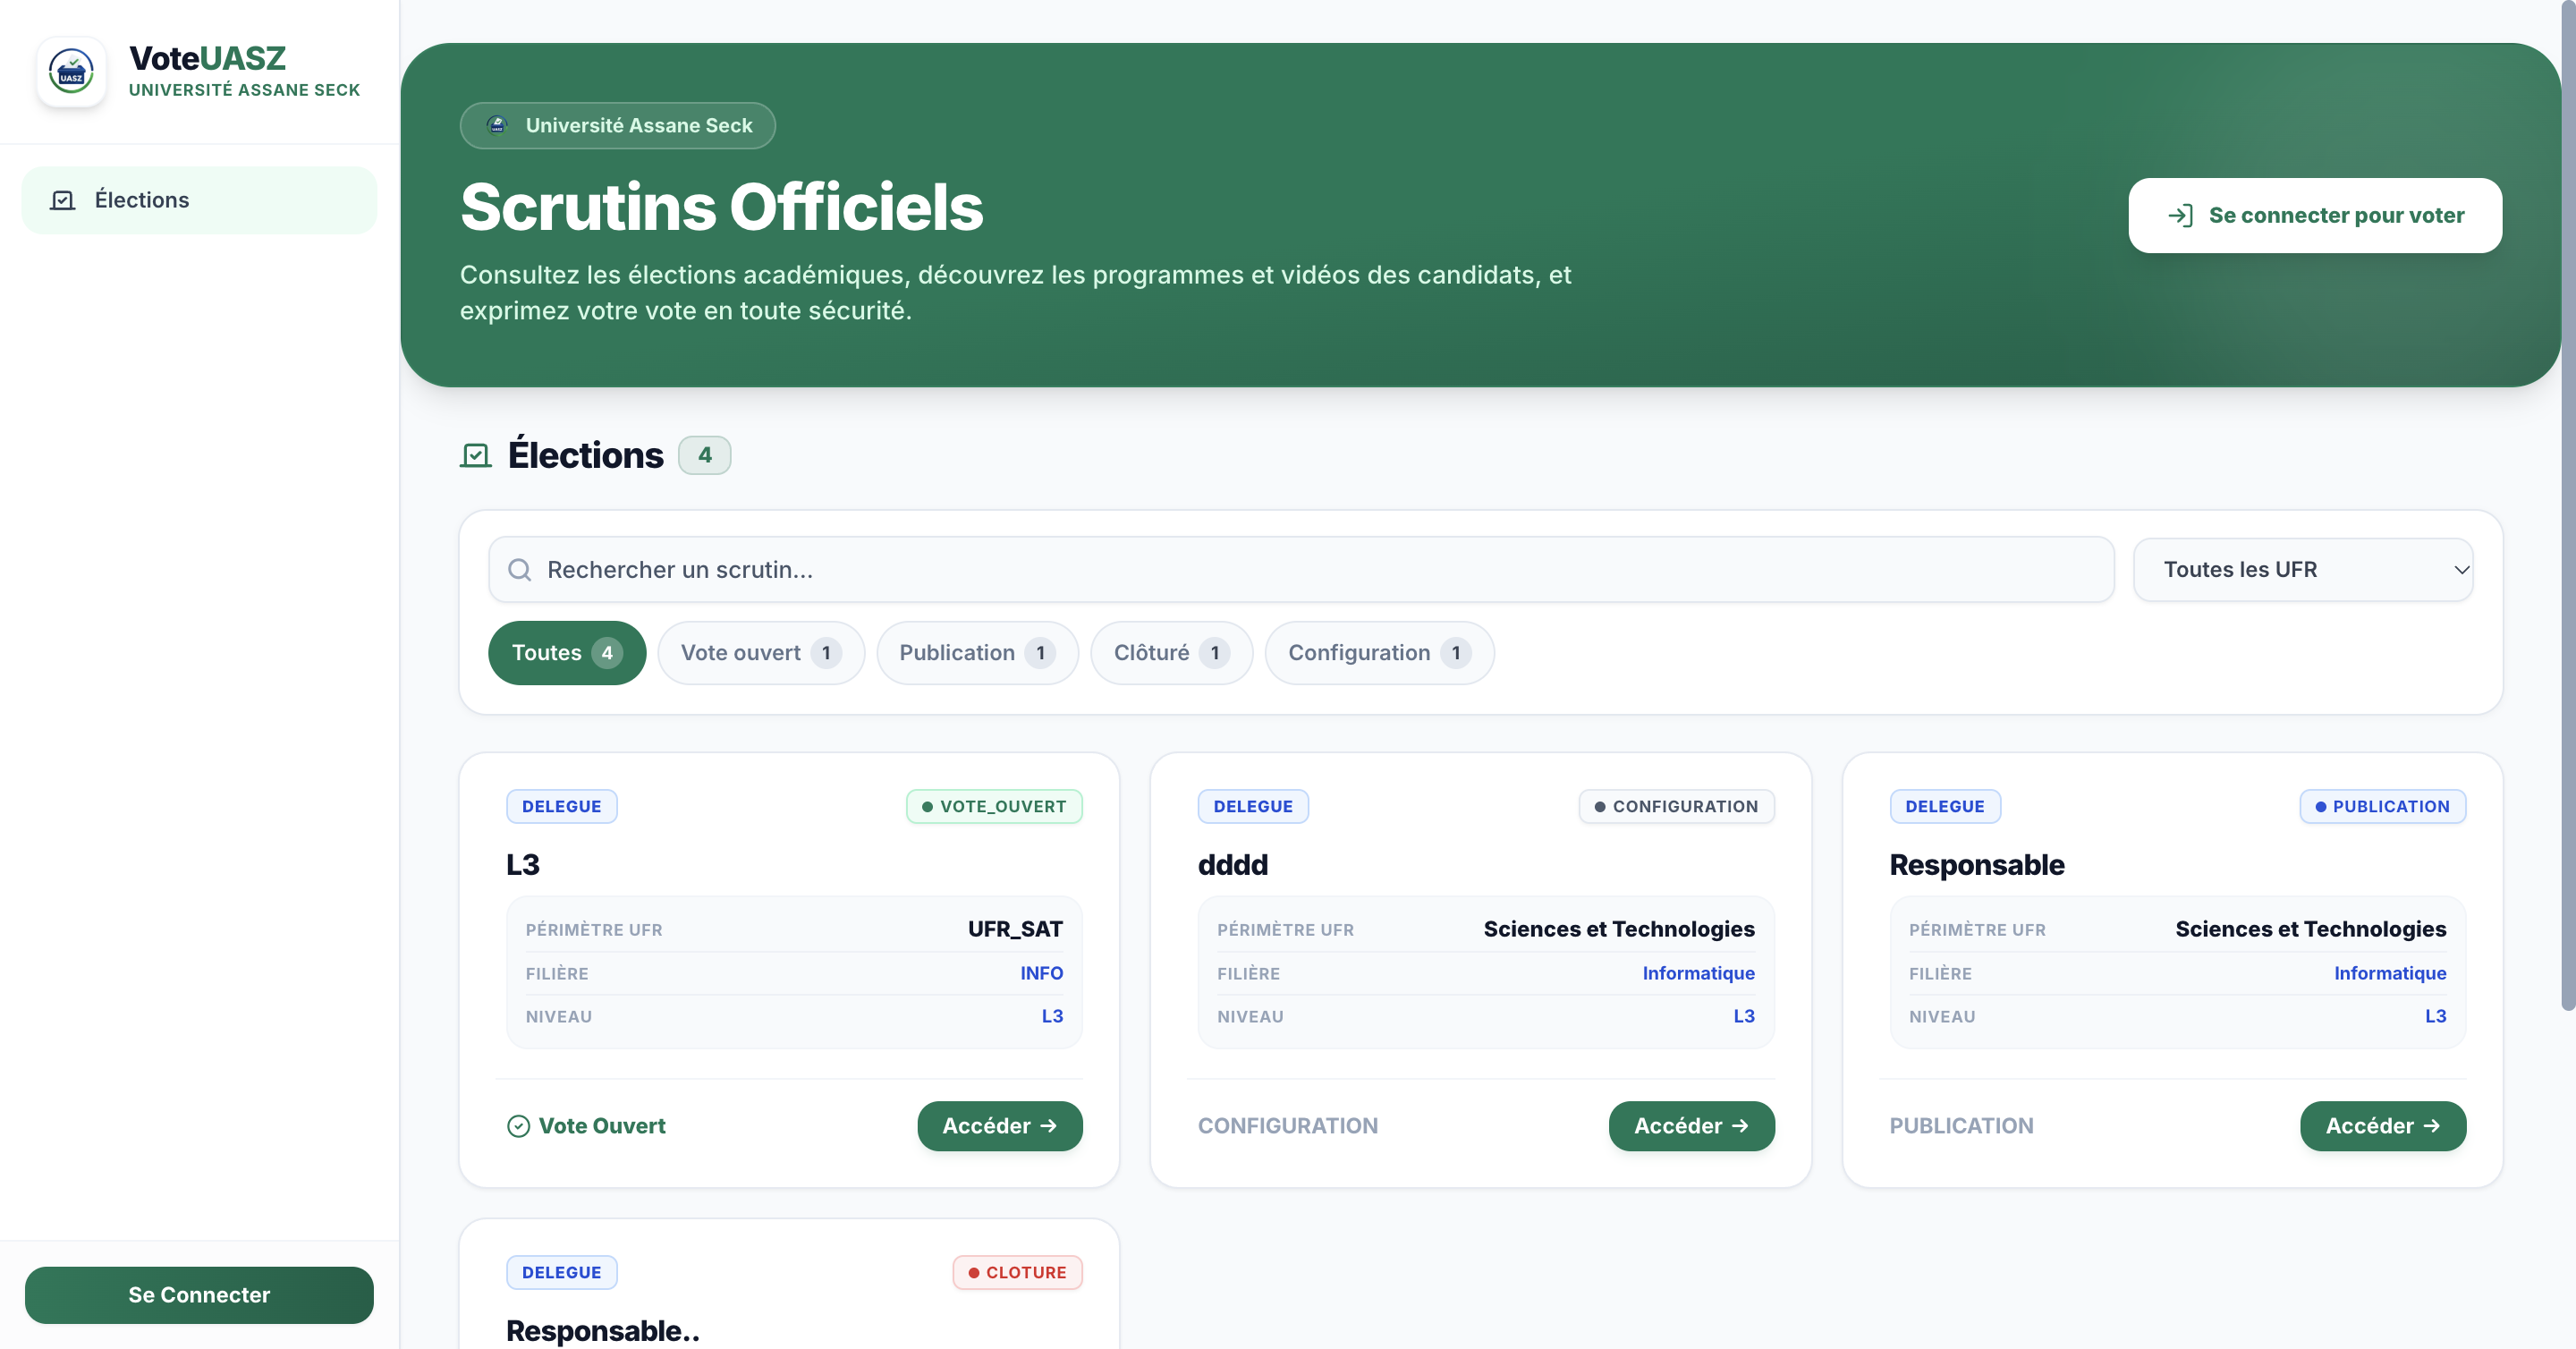 VoteUASZ
UNIVERSITÉ ASSANE SECK
UASZ
Élections
Se Connecter
Université Assane Seck
Scrutins Officiels
Consultez les élections académiques, découvrez les programmes et vidéos des candidats, et
exprimez votre vote en toute sécurité.
Se connecter pour voter
Élections 4
Rechercher un scrutin...
Toutes les UFR
Toutes 4 Vote ouvert 1 Publication 1 Clôturé 1 Configuration 1
DELEGUE VOTE_OUVERT
L3
PÉRIMÈTRE UFR UFR_SAT
FILIÈRE INFO
NIVEAU L3
Vote Ouvert Accéder →
DELEGUE CONFIGURATION
dddd
PÉRIMÈTRE UFR Sciences et Technologies
FILIÈRE Informatique
NIVEAU L3
CONFIGURATION Accéder →
DELEGUE PUBLICATION
Responsable
PÉRIMÈTRE UFR Sciences et Technologies
FILIÈRE Informatique
NIVEAU L3
PUBLICATION Accéder →
DELEGUE CLOTURE
Responsable..